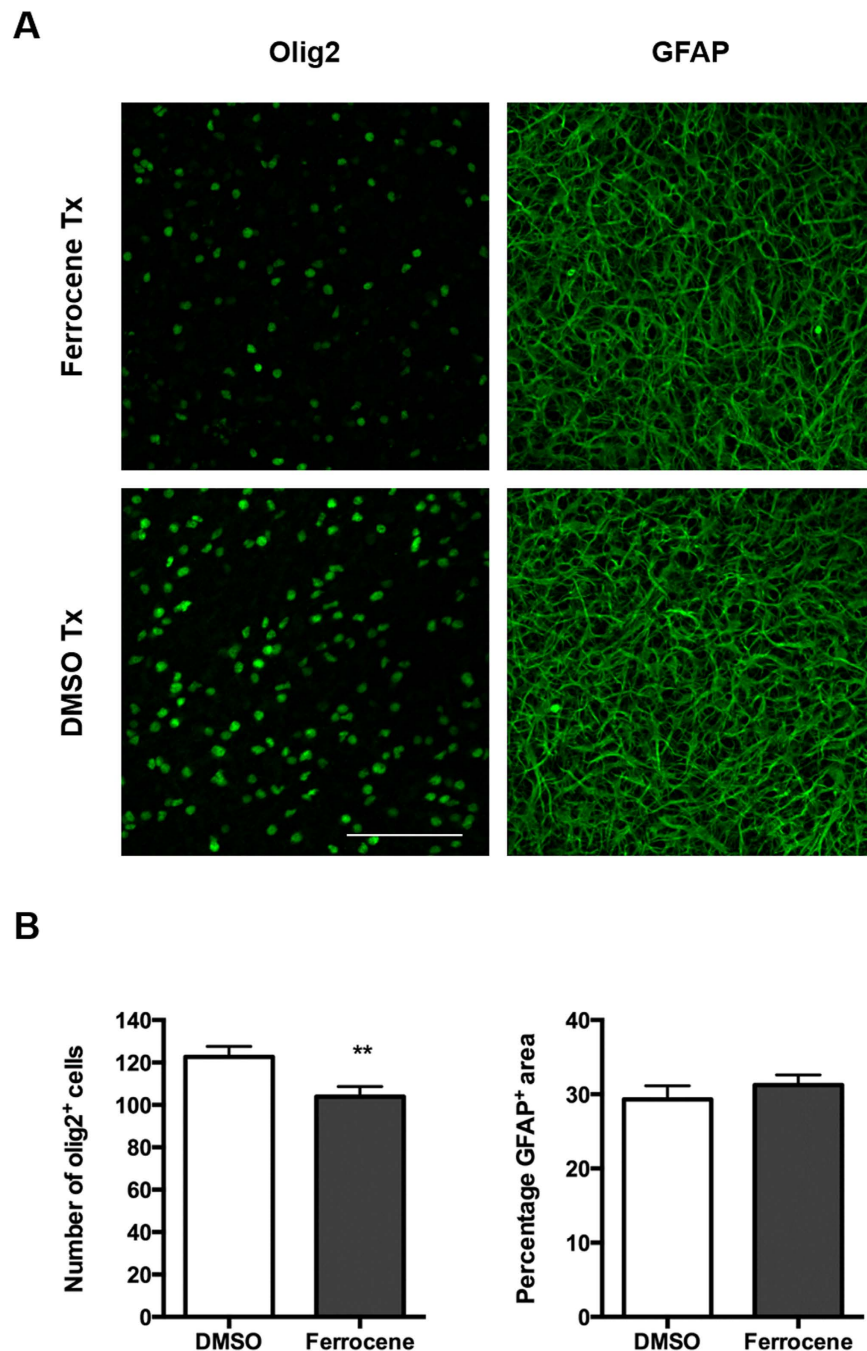 A
Olig2
GFAP
Ferrocene Tx
DMSO Tx
B
Number of olig2⁺ cells
140
120
100
80
60
40
20
0
**
DMSO
Ferrocene
Percentage GFAP⁺ area
40
30
20
10
0
DMSO
Ferrocene